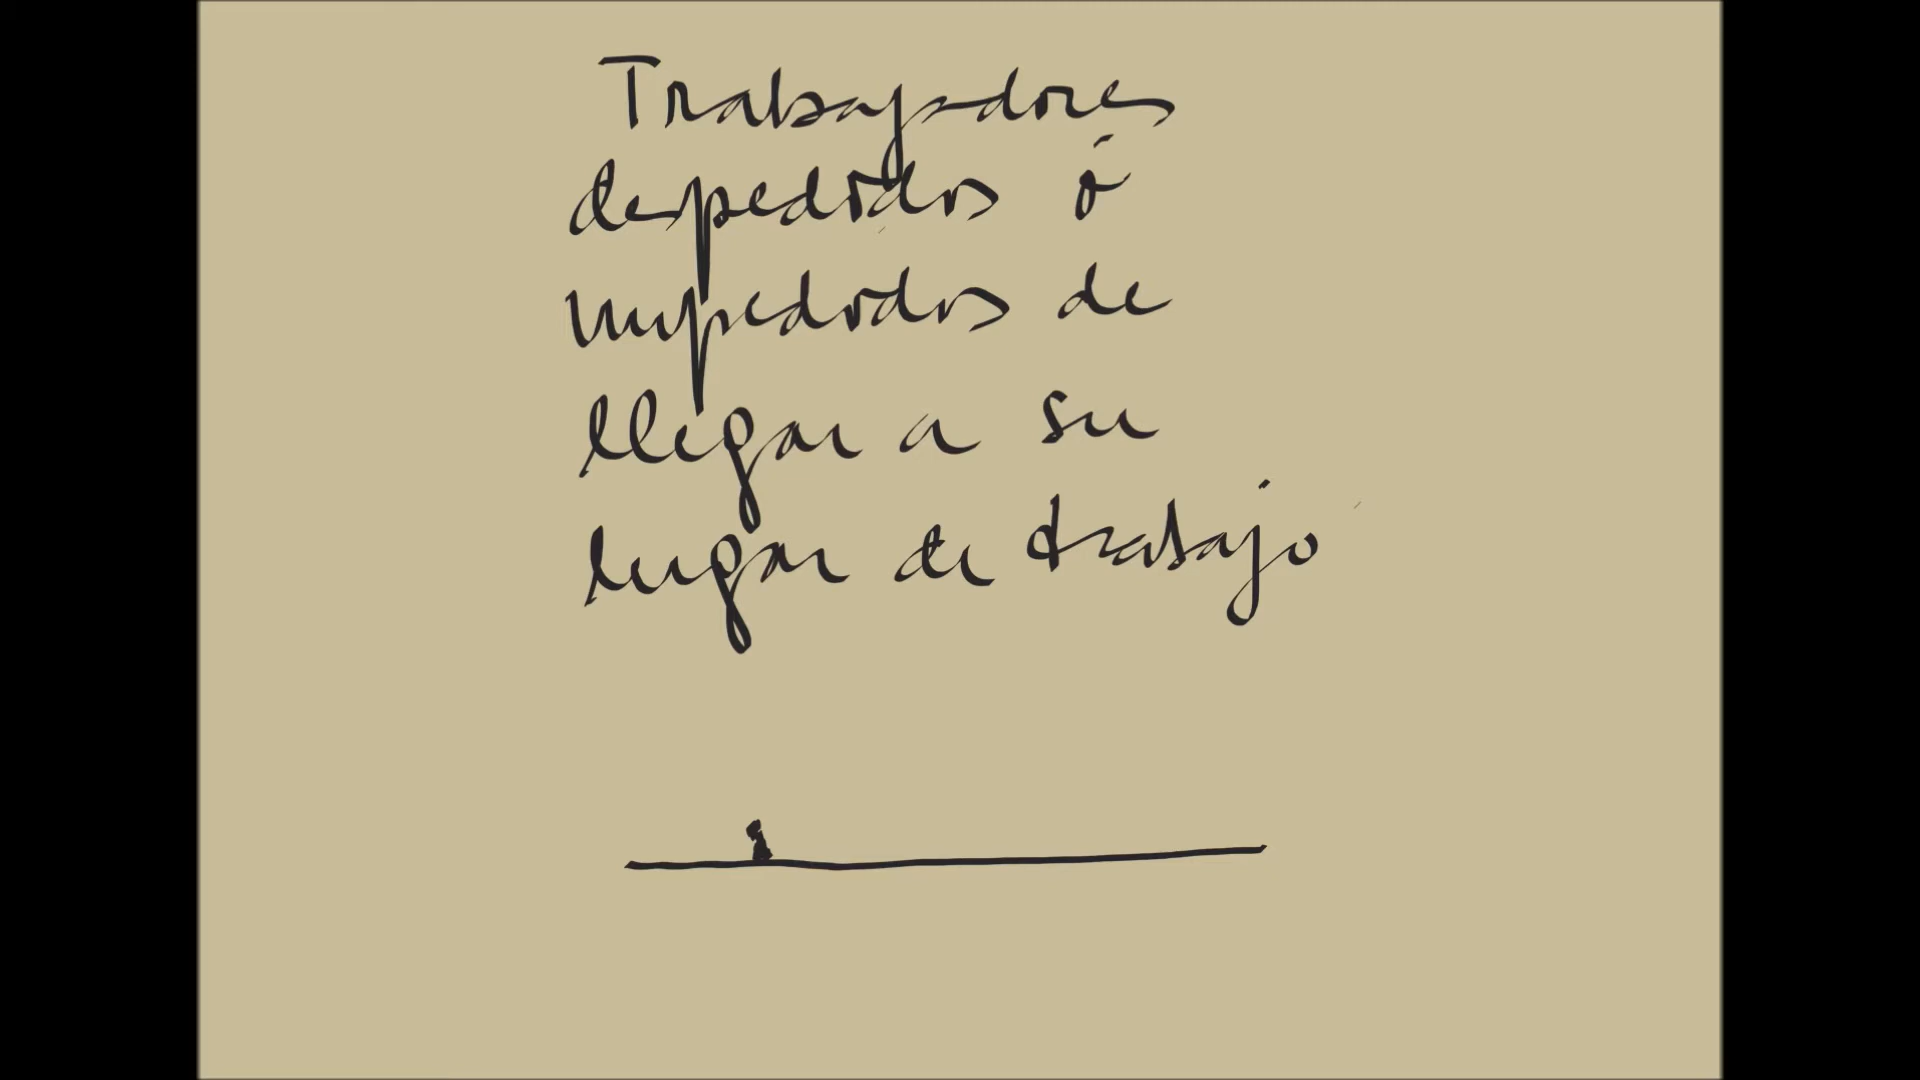 Trabajadores
despedidos ó
impedidos de
llegar a su
lugar de trabajo